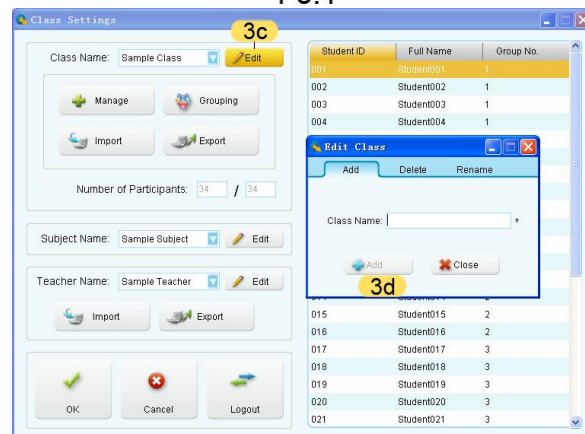 Class Settings
3c
Class Name: Sample Class Edit
Manage Grouping
Import Export
Number of Participants: 34 / 34
Subject Name: Sample Subject Edit
Teacher Name: Sample Teacher Edit
Import Export
OK Cancel Logout
Student ID Full Name Group No.
001 Student001 1
002 Student002 1
003 Student003 1
004 Student004 1
Edit Class
Add Delete Rename
Class Name: *
Add Close
3d
015 Student015 2
016 Student016 2
017 Student017 3
018 Student018 3
019 Student019 3
020 Student020 3
021 Student021 3